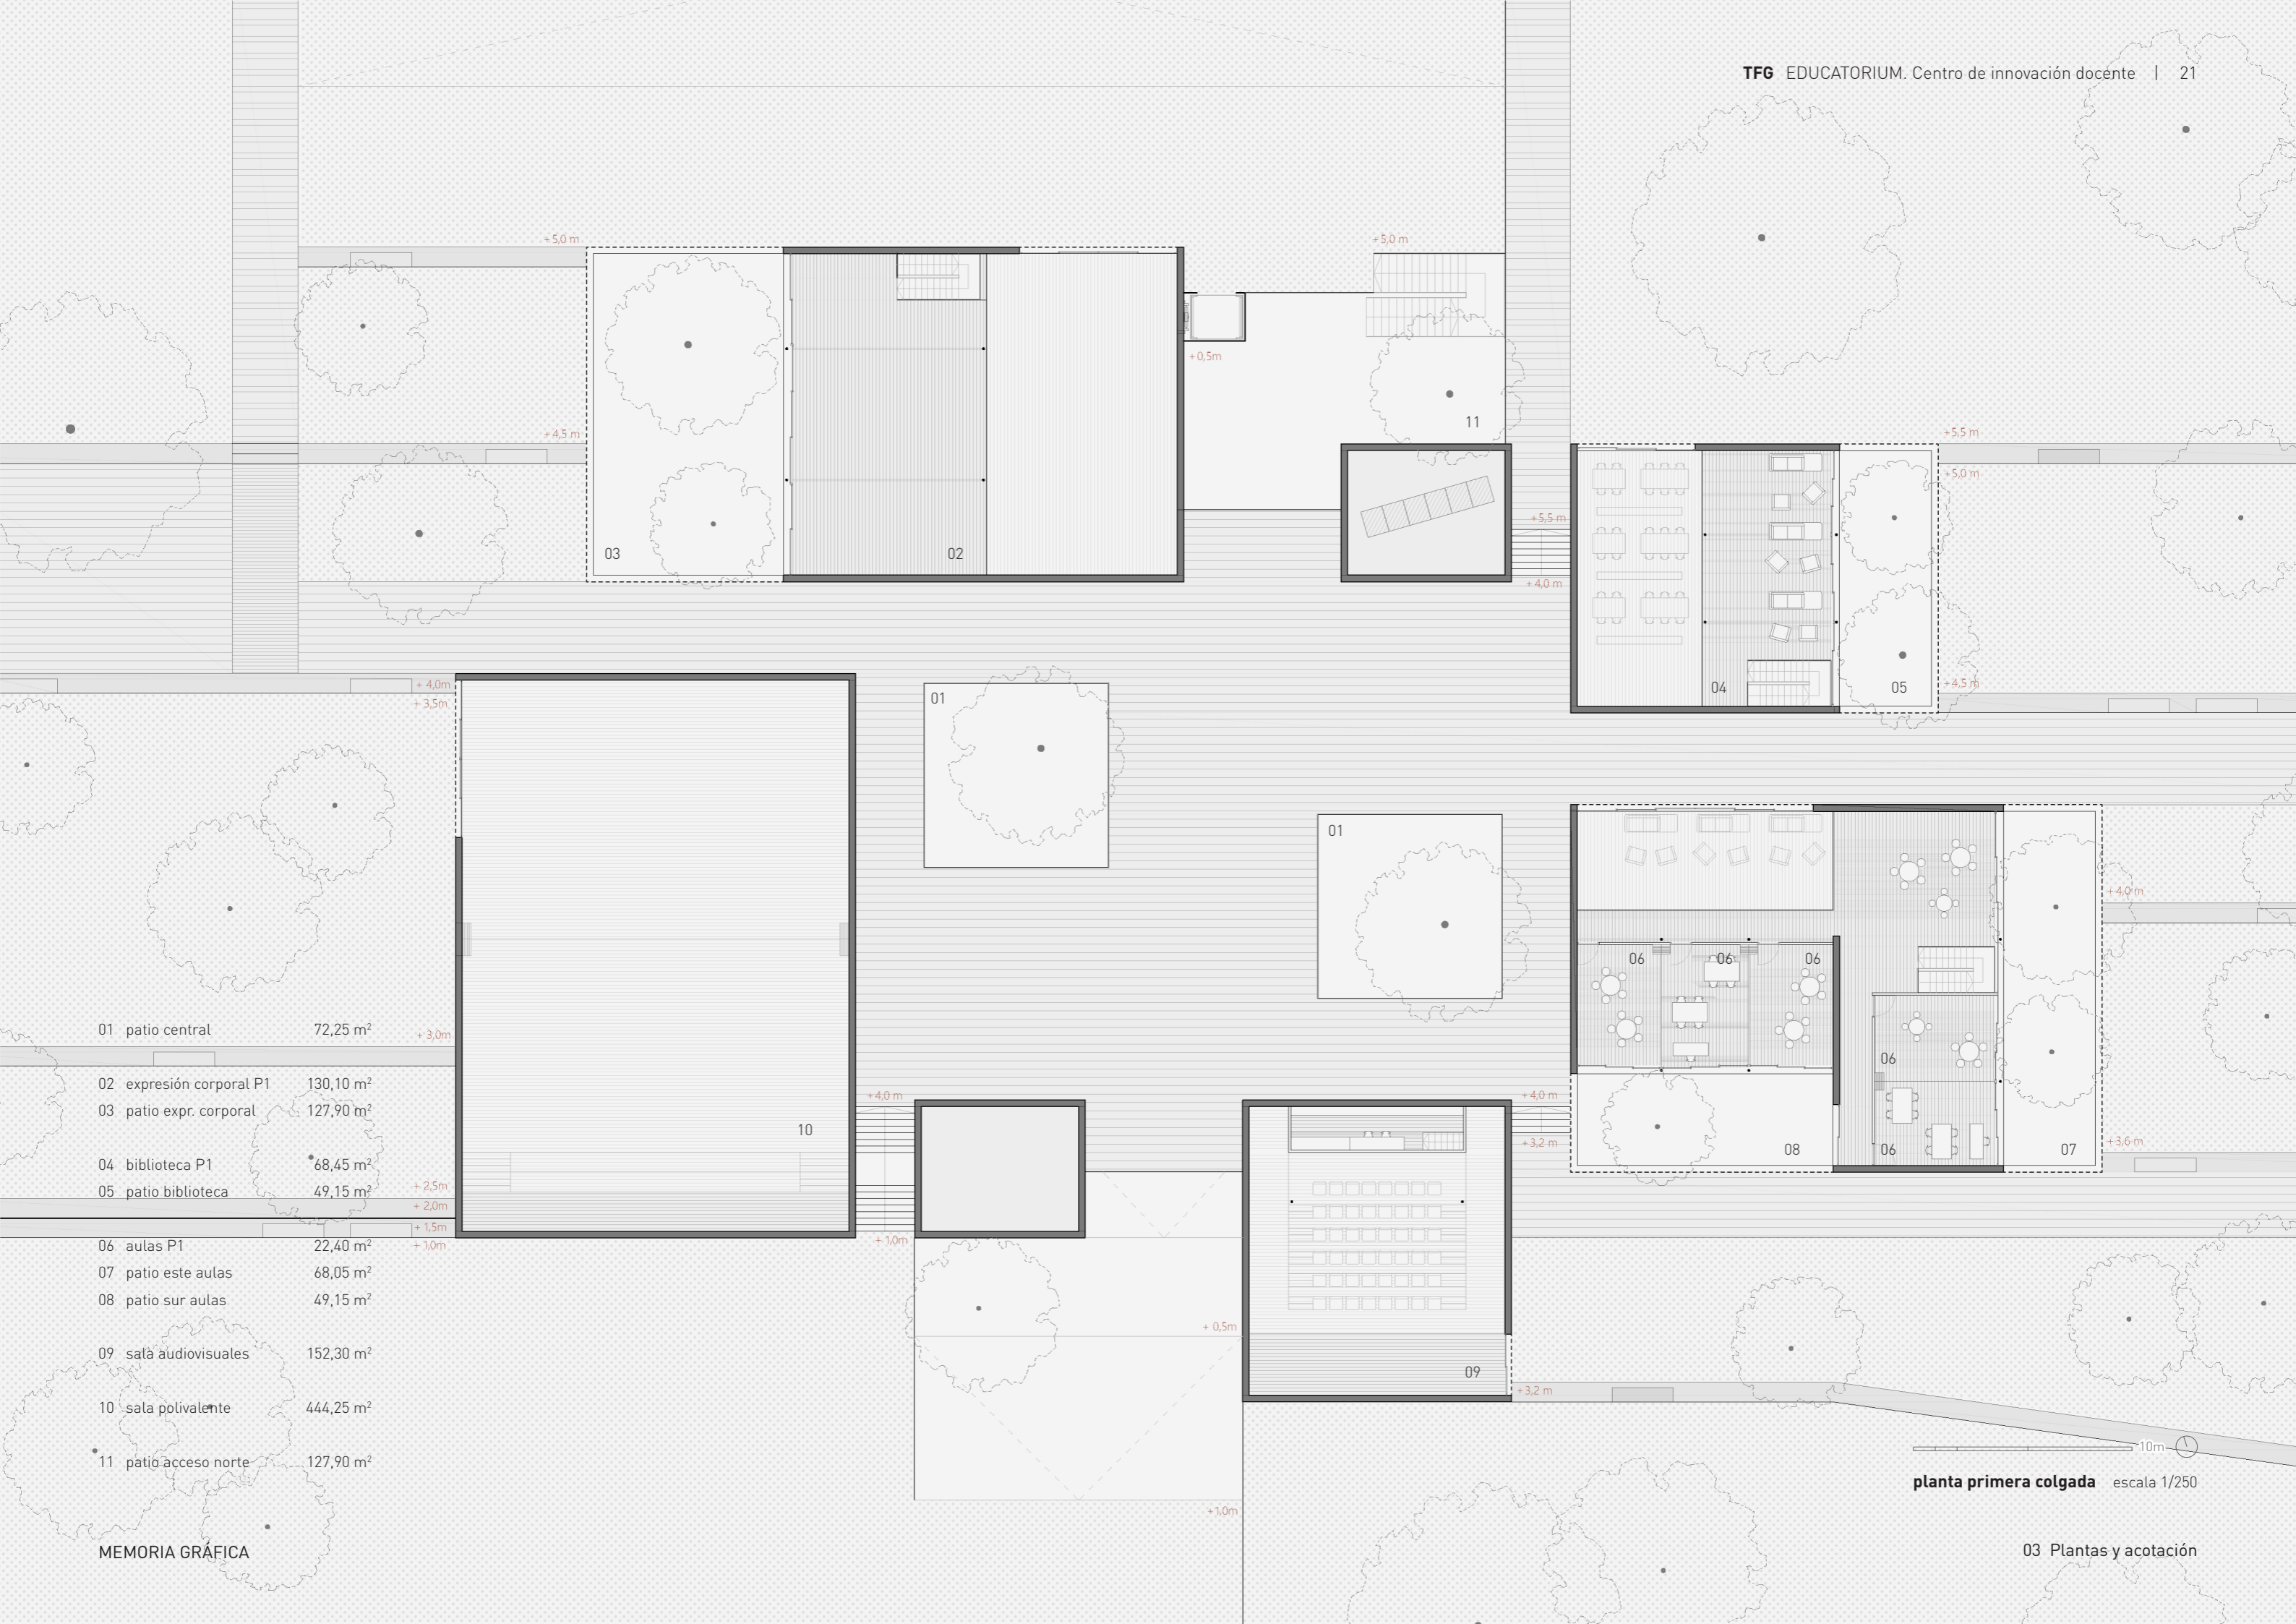 TFG EDUCATORIUM. Centro de innovación docente | 21
+5,0 m
+5,0 m
+0,5m
11
+4,5 m
+5,5 m
+5,0 m
+5,5 m
+4,0 m
03
02
04
05
+4,5 m
+ 4,0m
+ 3,5m
01
01
+4,0 m
06
06
06
06
06
08
07
+3,6 m
+ 3,0m
+4,0 m
+4,0 m
+3,2 m
10
+ 2,5m
+ 2,0m
+ 1,5m
+ 1,0m
+ 1,0m
+ 0,5m
09
+3,2 m
+1,0m
01 patio central 72,25 m²
02 expresión corporal P1 130,10 m²
03 patio expr. corporal 127,90 m²
04 biblioteca P1 68,45 m²
05 patio biblioteca 49,15 m²
06 aulas P1 22,40 m²
07 patio este aulas 68,05 m²
08 patio sur aulas 49,15 m²
09 sala audiovisuales 152,30 m²
10 sala polivalente 444,25 m²
11 patio acceso norte 127,90 m²
10m
planta primera colgada escala 1/250
MEMORIA GRÁFICA
03 Plantas y acotación